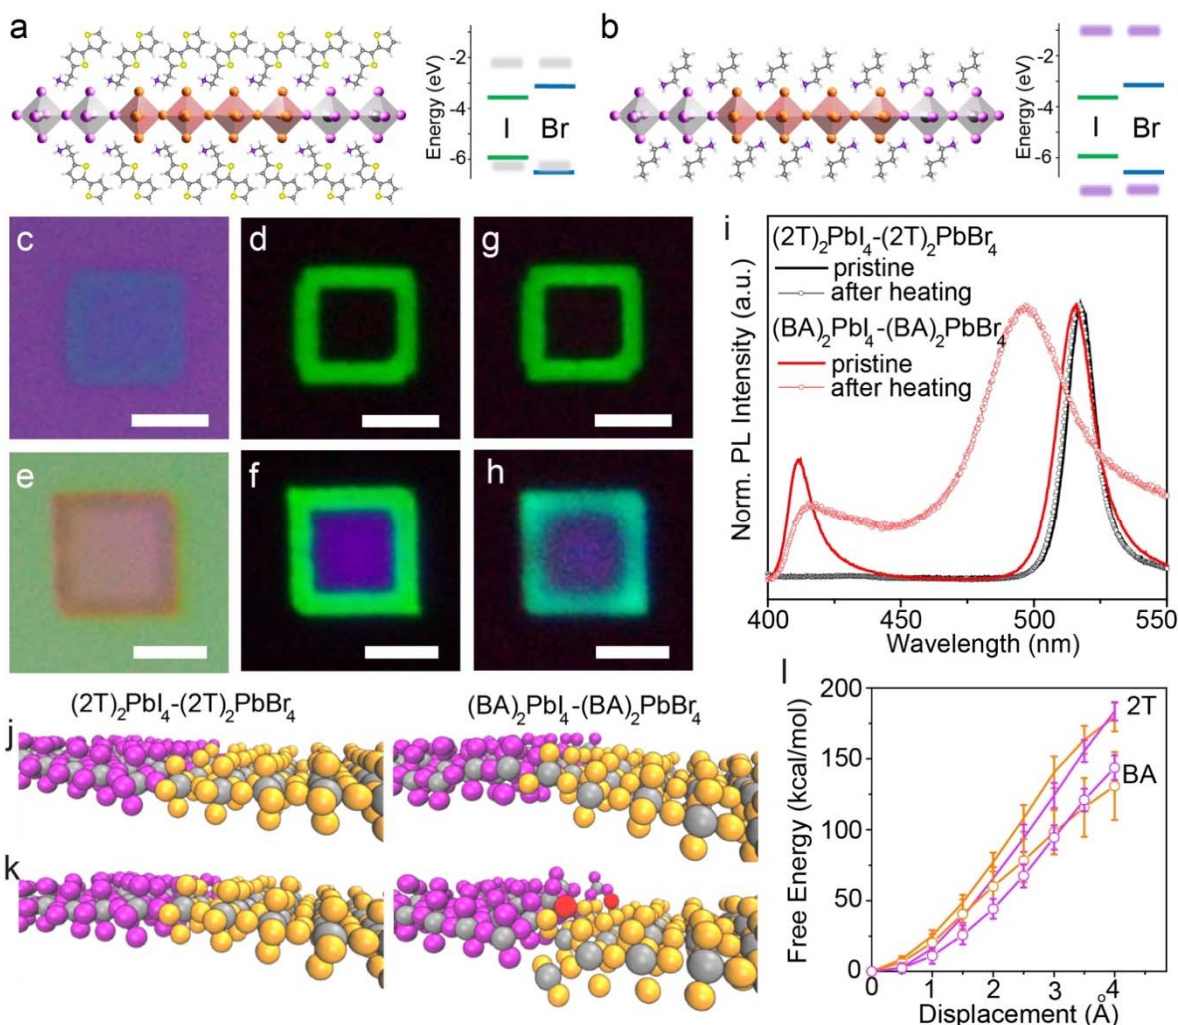 a
Energy (eV)
-2
-4
-6
I
Br
b
Energy (eV)
-2
-4
-6
I
Br
c
d
g
e
f
h
i
Norm. PL Intensity (a.u.)
(2T)₂PbI₄-(2T)₂PbBr₄
pristine
after heating
(BA)₂PbI₄-(BA)₂PbBr₄
pristine
after heating
400
450
500
550
Wavelength (nm)
(2T)₂PbI₄-(2T)₂PbBr₄
(BA)₂PbI₄-(BA)₂PbBr₄
j
k
l
Free Energy (kcal/mol)
200
150
100
50
0
2T
BA
0
1
2
3
4
Displacement (Å)